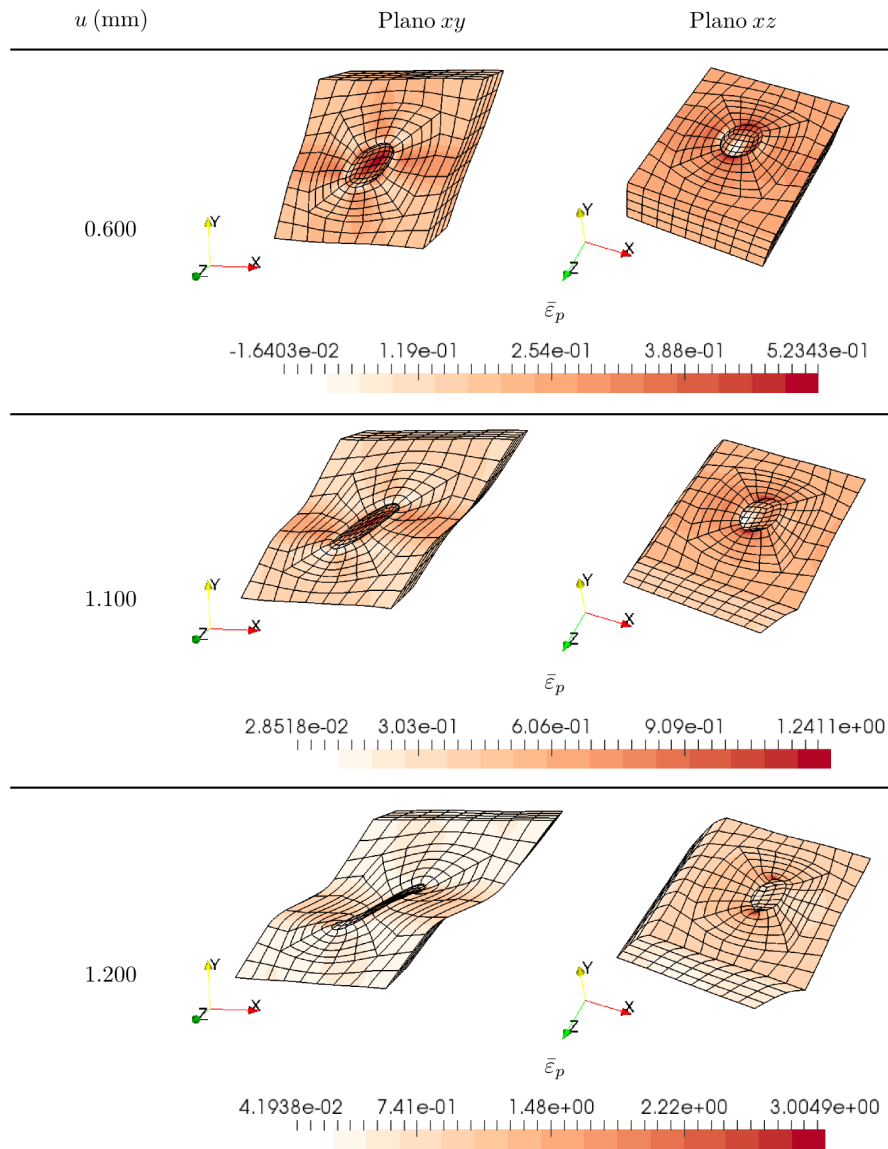 u (mm) Plano xy Plano xz
Y Y
0.600
Z X X
Z
ε̄p
-1.6403e-02 1.19e-01 2.54e-01 3.88e-01 5.2343e-01
Y Y
1.100
Z X X
Z
ε̄p
2.8518e-02 3.03e-01 6.06e-01 9.09e-01 1.2411e+00
Y Y
1.200
Z X X
Z
ε̄p
4.1938e-02 7.41e-01 1.48e+00 2.22e+00 3.0049e+00